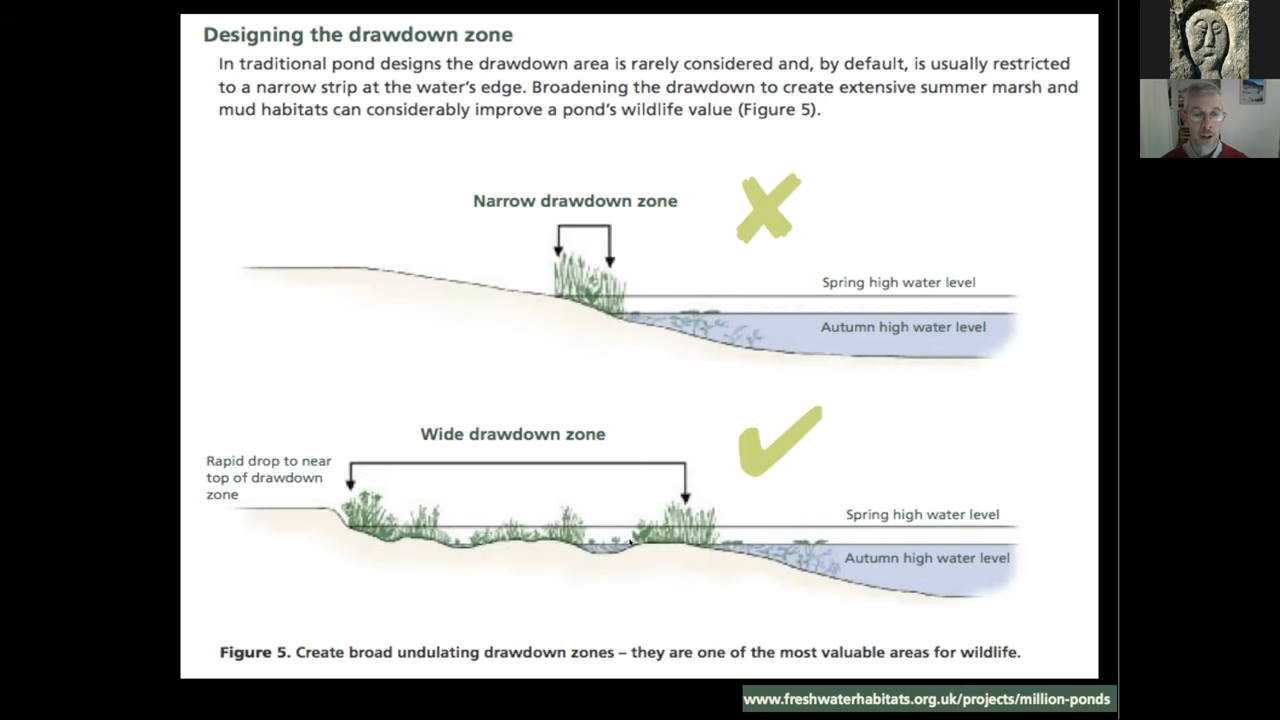 Designing the drawdown zone
In traditional pond designs the drawdown area is rarely considered and, by default, is usually restricted
to a narrow strip at the water's edge. Broadening the drawdown to create extensive summer marsh and
mud habitats can considerably improve a pond's wildlife value (Figure 5).
Narrow drawdown zone
Spring high water level
Autumn high water level
Wide drawdown zone
Rapid drop to near
top of drawdown
zone
Spring high water level
Autumn high water level
Figure 5. Create broad undulating drawdown zones – they are one of the most valuable areas for wildlife.
www.freshwaterhabitats.org.uk/projects/million-ponds